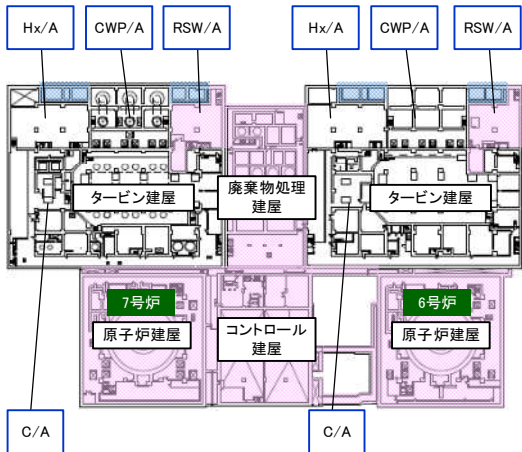 Hx/A
CWP/A
RSW/A
Hx/A
CWP/A
RSW/A
タービン建屋
廃棄物処理
建屋
タービン建屋
7号炉
原子炉建屋
コントロール
建屋
6号炉
原子炉建屋
C/A
C/A